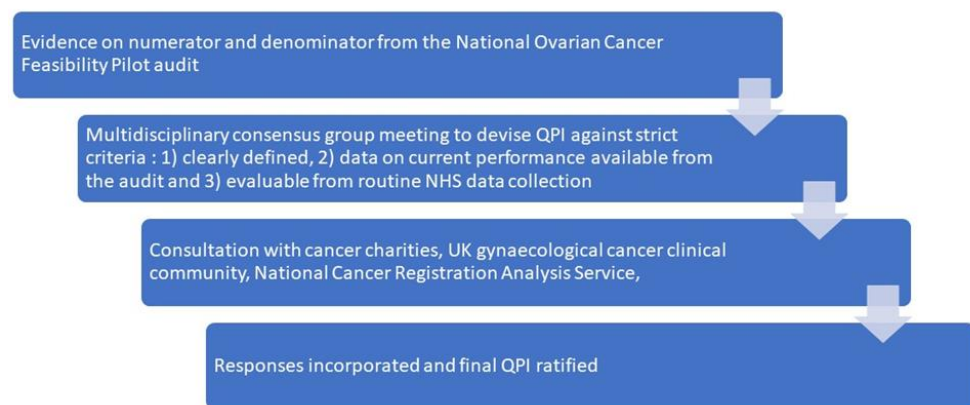 Evidence on numerator and denominator from the National Ovarian Cancer
Feasibility Pilot audit
Multidisciplinary consensus group meeting to devise QPI against strict
criteria : 1) clearly defined, 2) data on current performance available from
the audit and 3) evaluable from routine NHS data collection
Consultation with cancer charities, UK gynaecological cancer clinical
community, National Cancer Registration Analysis Service,
Responses incorporated and final QPI ratified